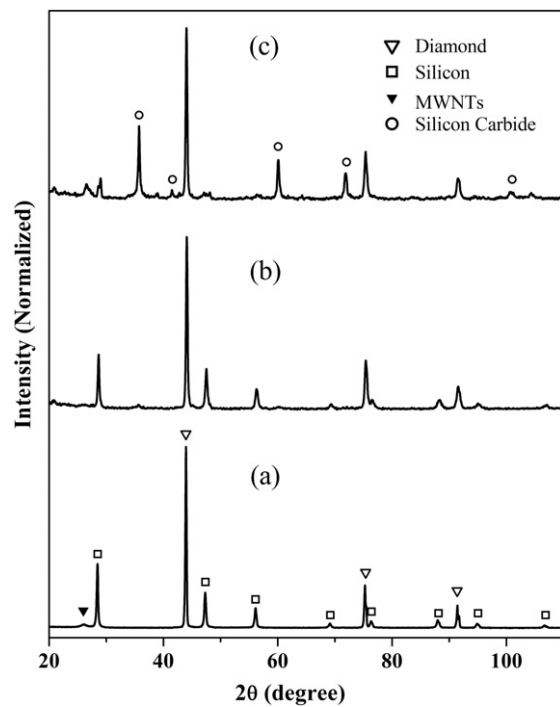 (c)
Diamond
Silicon
MWNTs
Silicon Carbide
(b)
(a)
Intensity (Normalized)
20 40 60 80 100
2θ (degree)